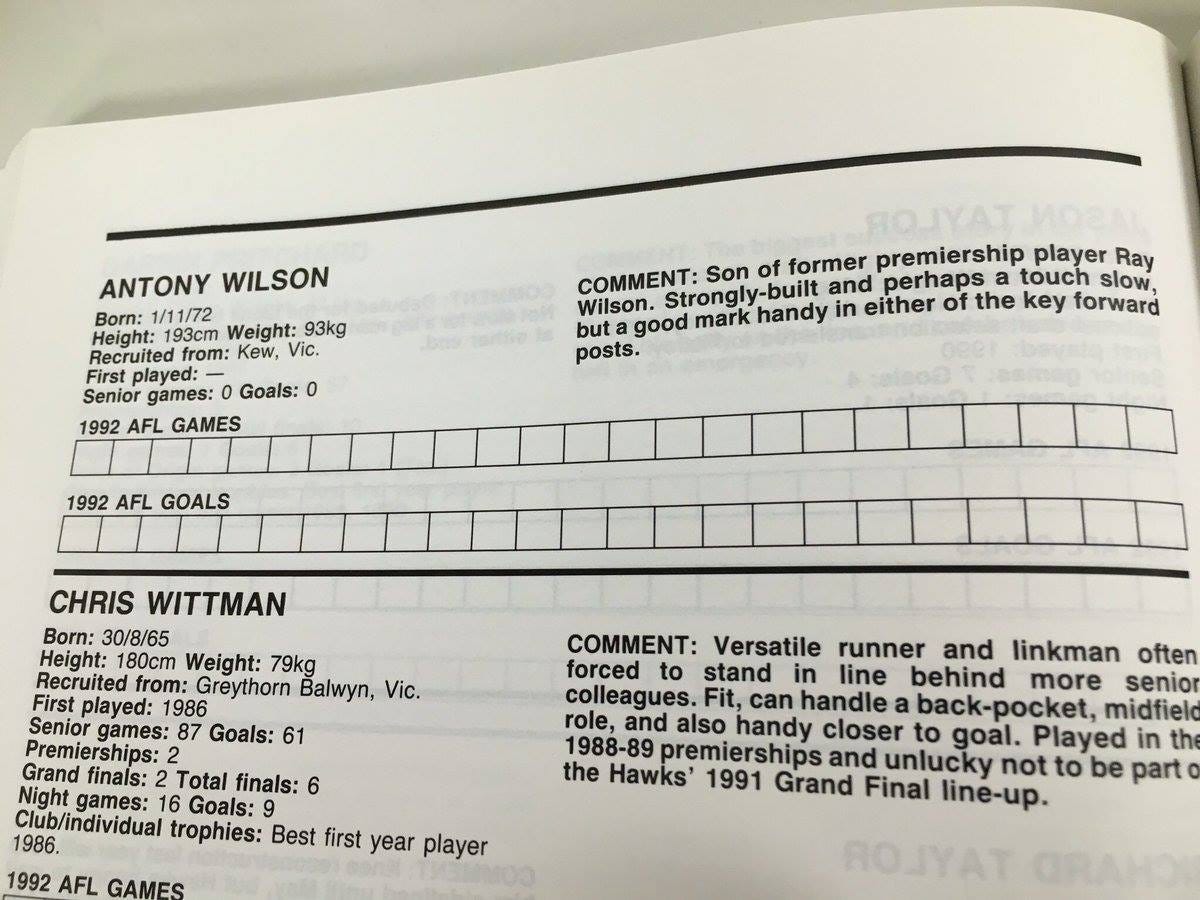 ANTONY WILSON
Born: 1/11/72
Height: 193cm Weight: 93kg
Recruited from: Kew, Vic.
First played: —
Senior games: 0 Goals: 0
COMMENT: Son of former premiership player Ray
Wilson. Strongly-built and perhaps a touch slow,
but a good mark handy in either of the key forward
posts.
1992 AFL GAMES
1992 AFL GOALS
CHRIS WITTMAN
Born: 30/8/65
Height: 180cm Weight: 79kg
Recruited from: Greythorn Balwyn, Vic.
First played: 1986
Senior games: 87 Goals: 61
Premierships: 2
Grand finals: 2 Total finals: 6
Night games: 16 Goals: 9
Club/individual trophies: Best first year player
1986.
COMMENT: Versatile runner and linkman often
forced to stand in line behind more senior
colleagues. Fit, can handle a back-pocket, midfield
role, and also handy closer to goal. Played in the
1988-89 premierships and unlucky not to be part o
the Hawks' 1991 Grand Final line-up.
1992 AFL GAMES